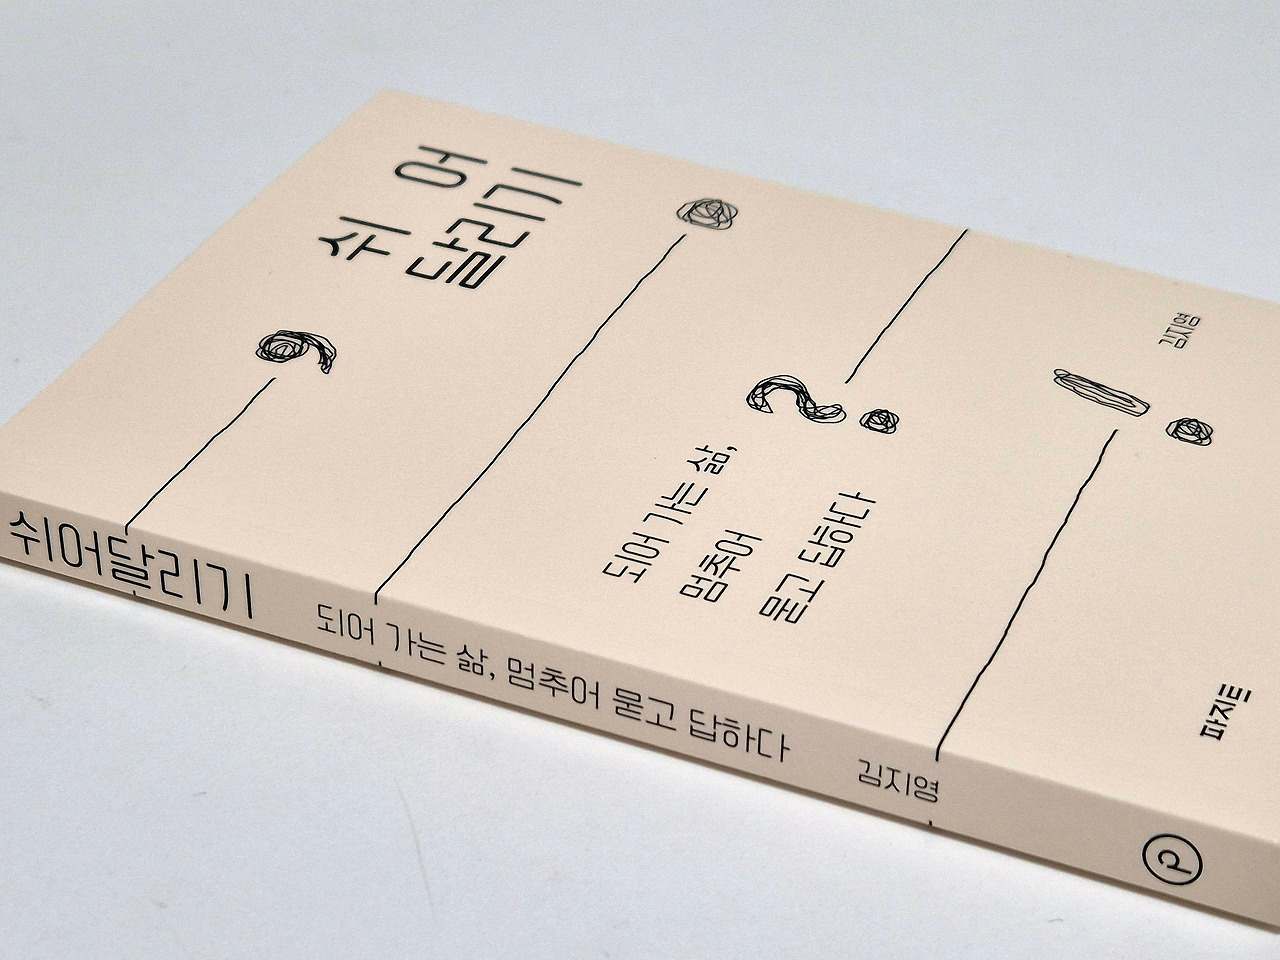 쉬어
달리기
되어 가는 삶,
멈추어
묻고 답하다
김지영
파지트
쉬어달리기
되어 가는 삶, 멈추어 묻고 답하다
김지영